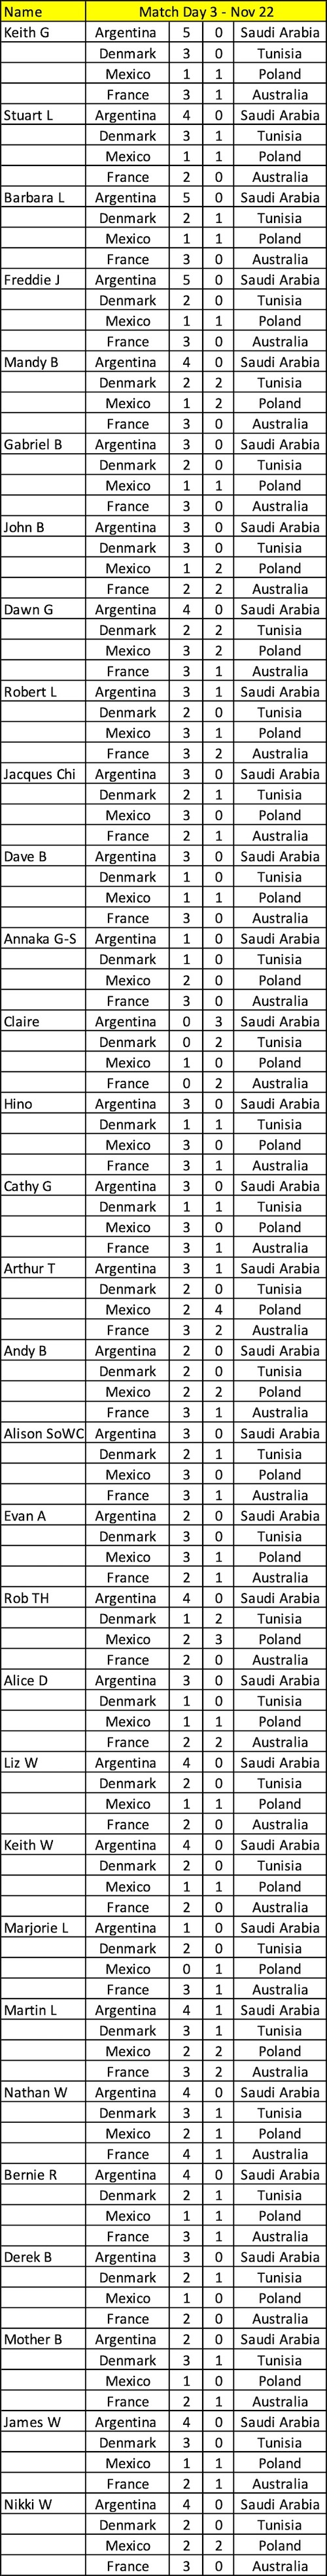 Name Match Day 3 - Nov 22
Keith G Argentina 5 0 Saudi Arabia
Denmark 3 0 Tunisia
Mexico 1 1 Poland
France 3 1 Australia
Stuart L Argentina 4 0 Saudi Arabia
Denmark 3 1 Tunisia
Mexico 1 1 Poland
France 2 0 Australia
Barbara L Argentina 5 0 Saudi Arabia
Denmark 2 1 Tunisia
Mexico 1 1 Poland
France 3 0 Australia
Freddie J Argentina 5 0 Saudi Arabia
Denmark 2 0 Tunisia
Mexico 1 1 Poland
France 3 0 Australia
Mandy B Argentina 4 0 Saudi Arabia
Denmark 2 2 Tunisia
Mexico 1 2 Poland
France 3 0 Australia
Gabriel B Argentina 3 0 Saudi Arabia
Denmark 2 0 Tunisia
Mexico 1 1 Poland
France 3 0 Australia
John B Argentina 3 0 Saudi Arabia
Denmark 3 0 Tunisia
Mexico 1 2 Poland
France 2 2 Australia
Dawn G Argentina 4 0 Saudi Arabia
Denmark 2 2 Tunisia
Mexico 3 2 Poland
France 3 1 Australia
Robert L Argentina 3 1 Saudi Arabia
Denmark 2 0 Tunisia
Mexico 3 1 Poland
France 3 2 Australia
Jacques Chi Argentina 3 0 Saudi Arabia
Denmark 2 1 Tunisia
Mexico 3 0 Poland
France 2 1 Australia
Dave B Argentina 3 0 Saudi Arabia
Denmark 1 0 Tunisia
Mexico 1 1 Poland
France 3 0 Australia
Annaka G-S Argentina 1 0 Saudi Arabia
Denmark 1 0 Tunisia
Mexico 2 0 Poland
France 3 0 Australia
Claire Argentina 0 3 Saudi Arabia
Denmark 0 2 Tunisia
Mexico 1 0 Poland
France 0 2 Australia
Hino Argentina 3 0 Saudi Arabia
Denmark 1 1 Tunisia
Mexico 3 0 Poland
France 3 1 Australia
Cathy G Argentina 3 0 Saudi Arabia
Denmark 1 1 Tunisia
Mexico 3 0 Poland
France 3 1 Australia
Arthur T Argentina 3 1 Saudi Arabia
Denmark 2 0 Tunisia
Mexico 2 4 Poland
France 3 2 Australia
Andy B Argentina 2 0 Saudi Arabia
Denmark 2 0 Tunisia
Mexico 2 2 Poland
France 3 1 Australia
Alison SoWC Argentina 3 0 Saudi Arabia
Denmark 2 1 Tunisia
Mexico 3 0 Poland
France 3 1 Australia
Evan A Argentina 2 0 Saudi Arabia
Denmark 3 0 Tunisia
Mexico 3 1 Poland
France 2 1 Australia
Rob TH Argentina 4 0 Saudi Arabia
Denmark 1 2 Tunisia
Mexico 2 3 Poland
France 2 0 Australia
Alice D Argentina 3 0 Saudi Arabia
Denmark 1 0 Tunisia
Mexico 1 1 Poland
France 2 2 Australia
Liz W Argentina 4 0 Saudi Arabia
Denmark 2 0 Tunisia
Mexico 1 1 Poland
France 2 0 Australia
Keith W Argentina 4 0 Saudi Arabia
Denmark 2 0 Tunisia
Mexico 1 1 Poland
France 2 0 Australia
Marjorie L Argentina 1 0 Saudi Arabia
Denmark 2 0 Tunisia
Mexico 0 1 Poland
France 3 1 Australia
Martin L Argentina 4 1 Saudi Arabia
Denmark 3 1 Tunisia
Mexico 2 2 Poland
France 3 2 Australia
Nathan W Argentina 4 0 Saudi Arabia
Denmark 3 1 Tunisia
Mexico 2 1 Poland
France 4 1 Australia
Bernie R Argentina 4 0 Saudi Arabia
Denmark 2 1 Tunisia
Mexico 1 1 Poland
France 3 1 Australia
Derek B Argentina 3 0 Saudi Arabia
Denmark 2 1 Tunisia
Mexico 1 0 Poland
France 2 0 Australia
Mother B Argentina 2 0 Saudi Arabia
Denmark 3 1 Tunisia
Mexico 1 0 Poland
France 2 1 Australia
James W Argentina 4 0 Saudi Arabia
Denmark 3 0 Tunisia
Mexico 1 1 Poland
France 2 1 Australia
Nikki W Argentina 4 0 Saudi Arabia
Denmark 2 0 Tunisia
Mexico 2 2 Poland
France 3 0 Australia